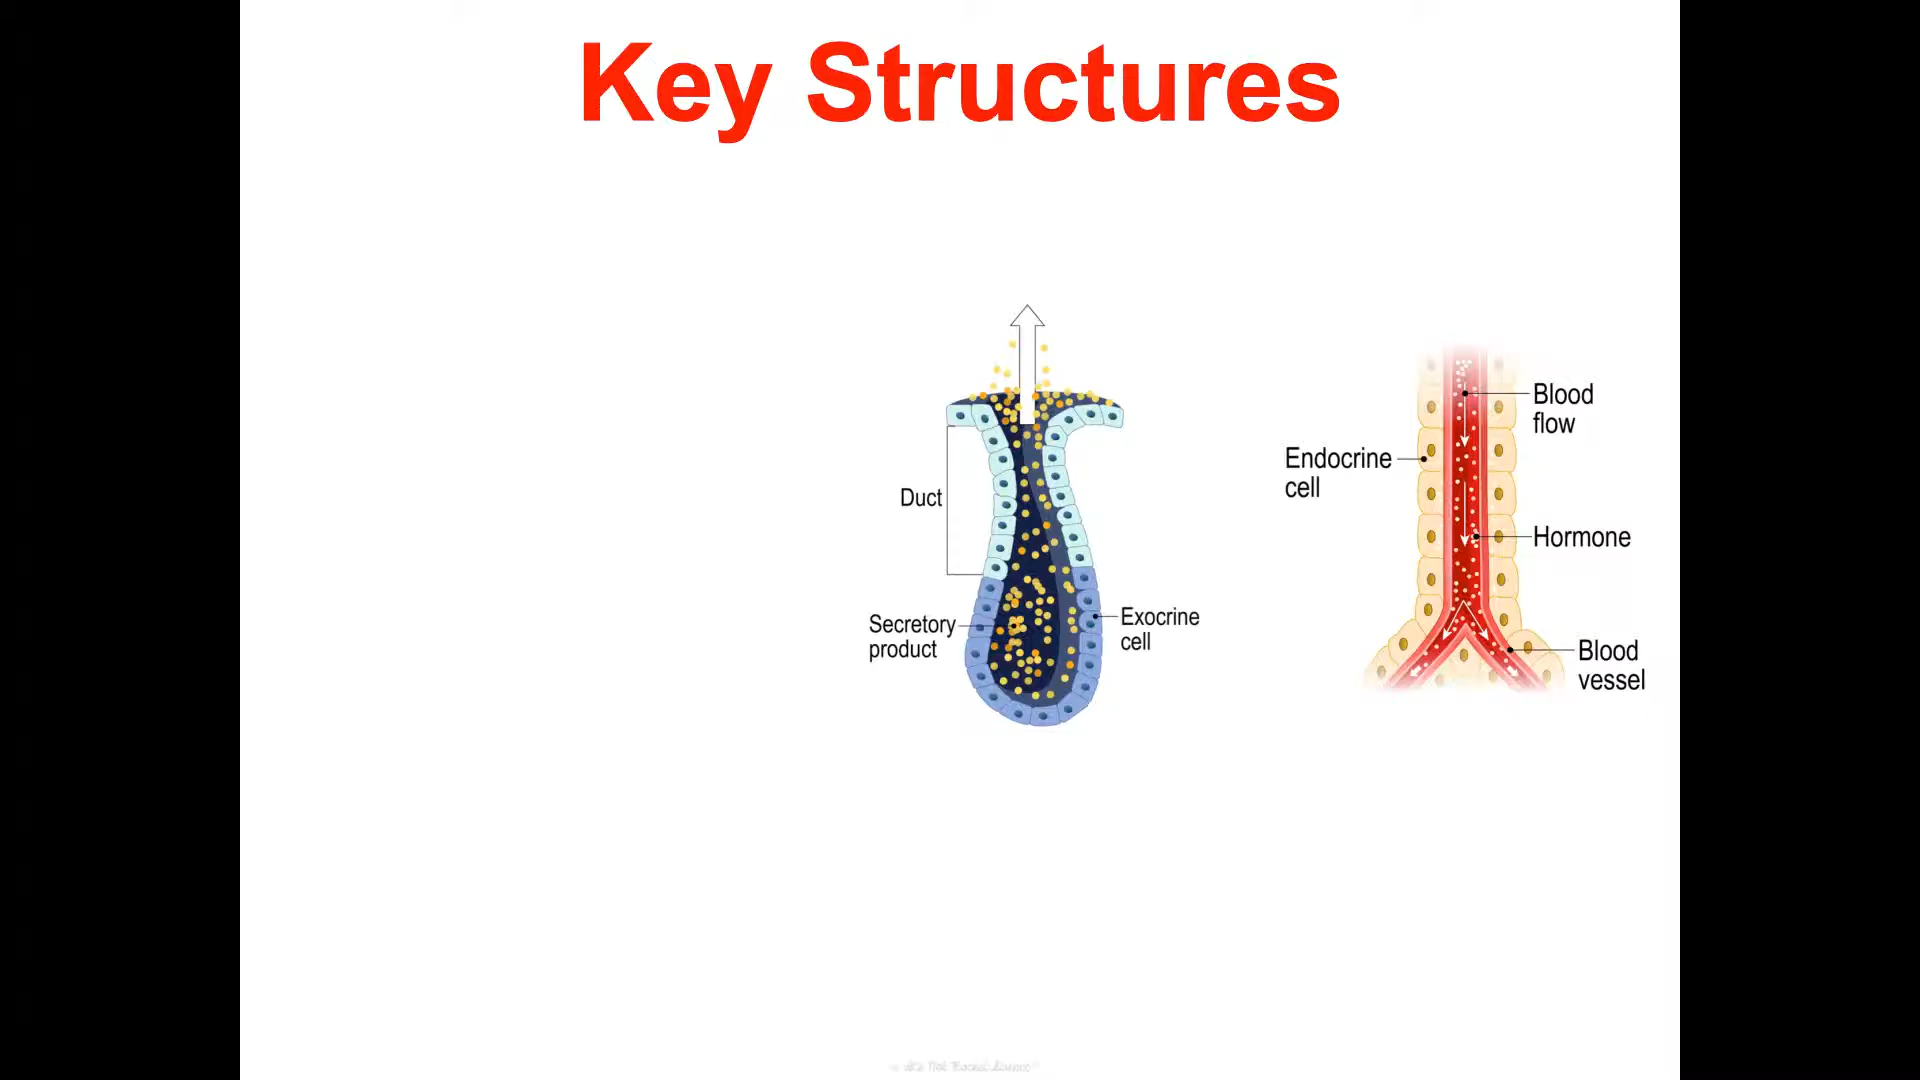 Key Structures
Duct
Secretory
product
Exocrine
cell
Endocrine
cell
Blood
flow
Hormone
Blood
vessel